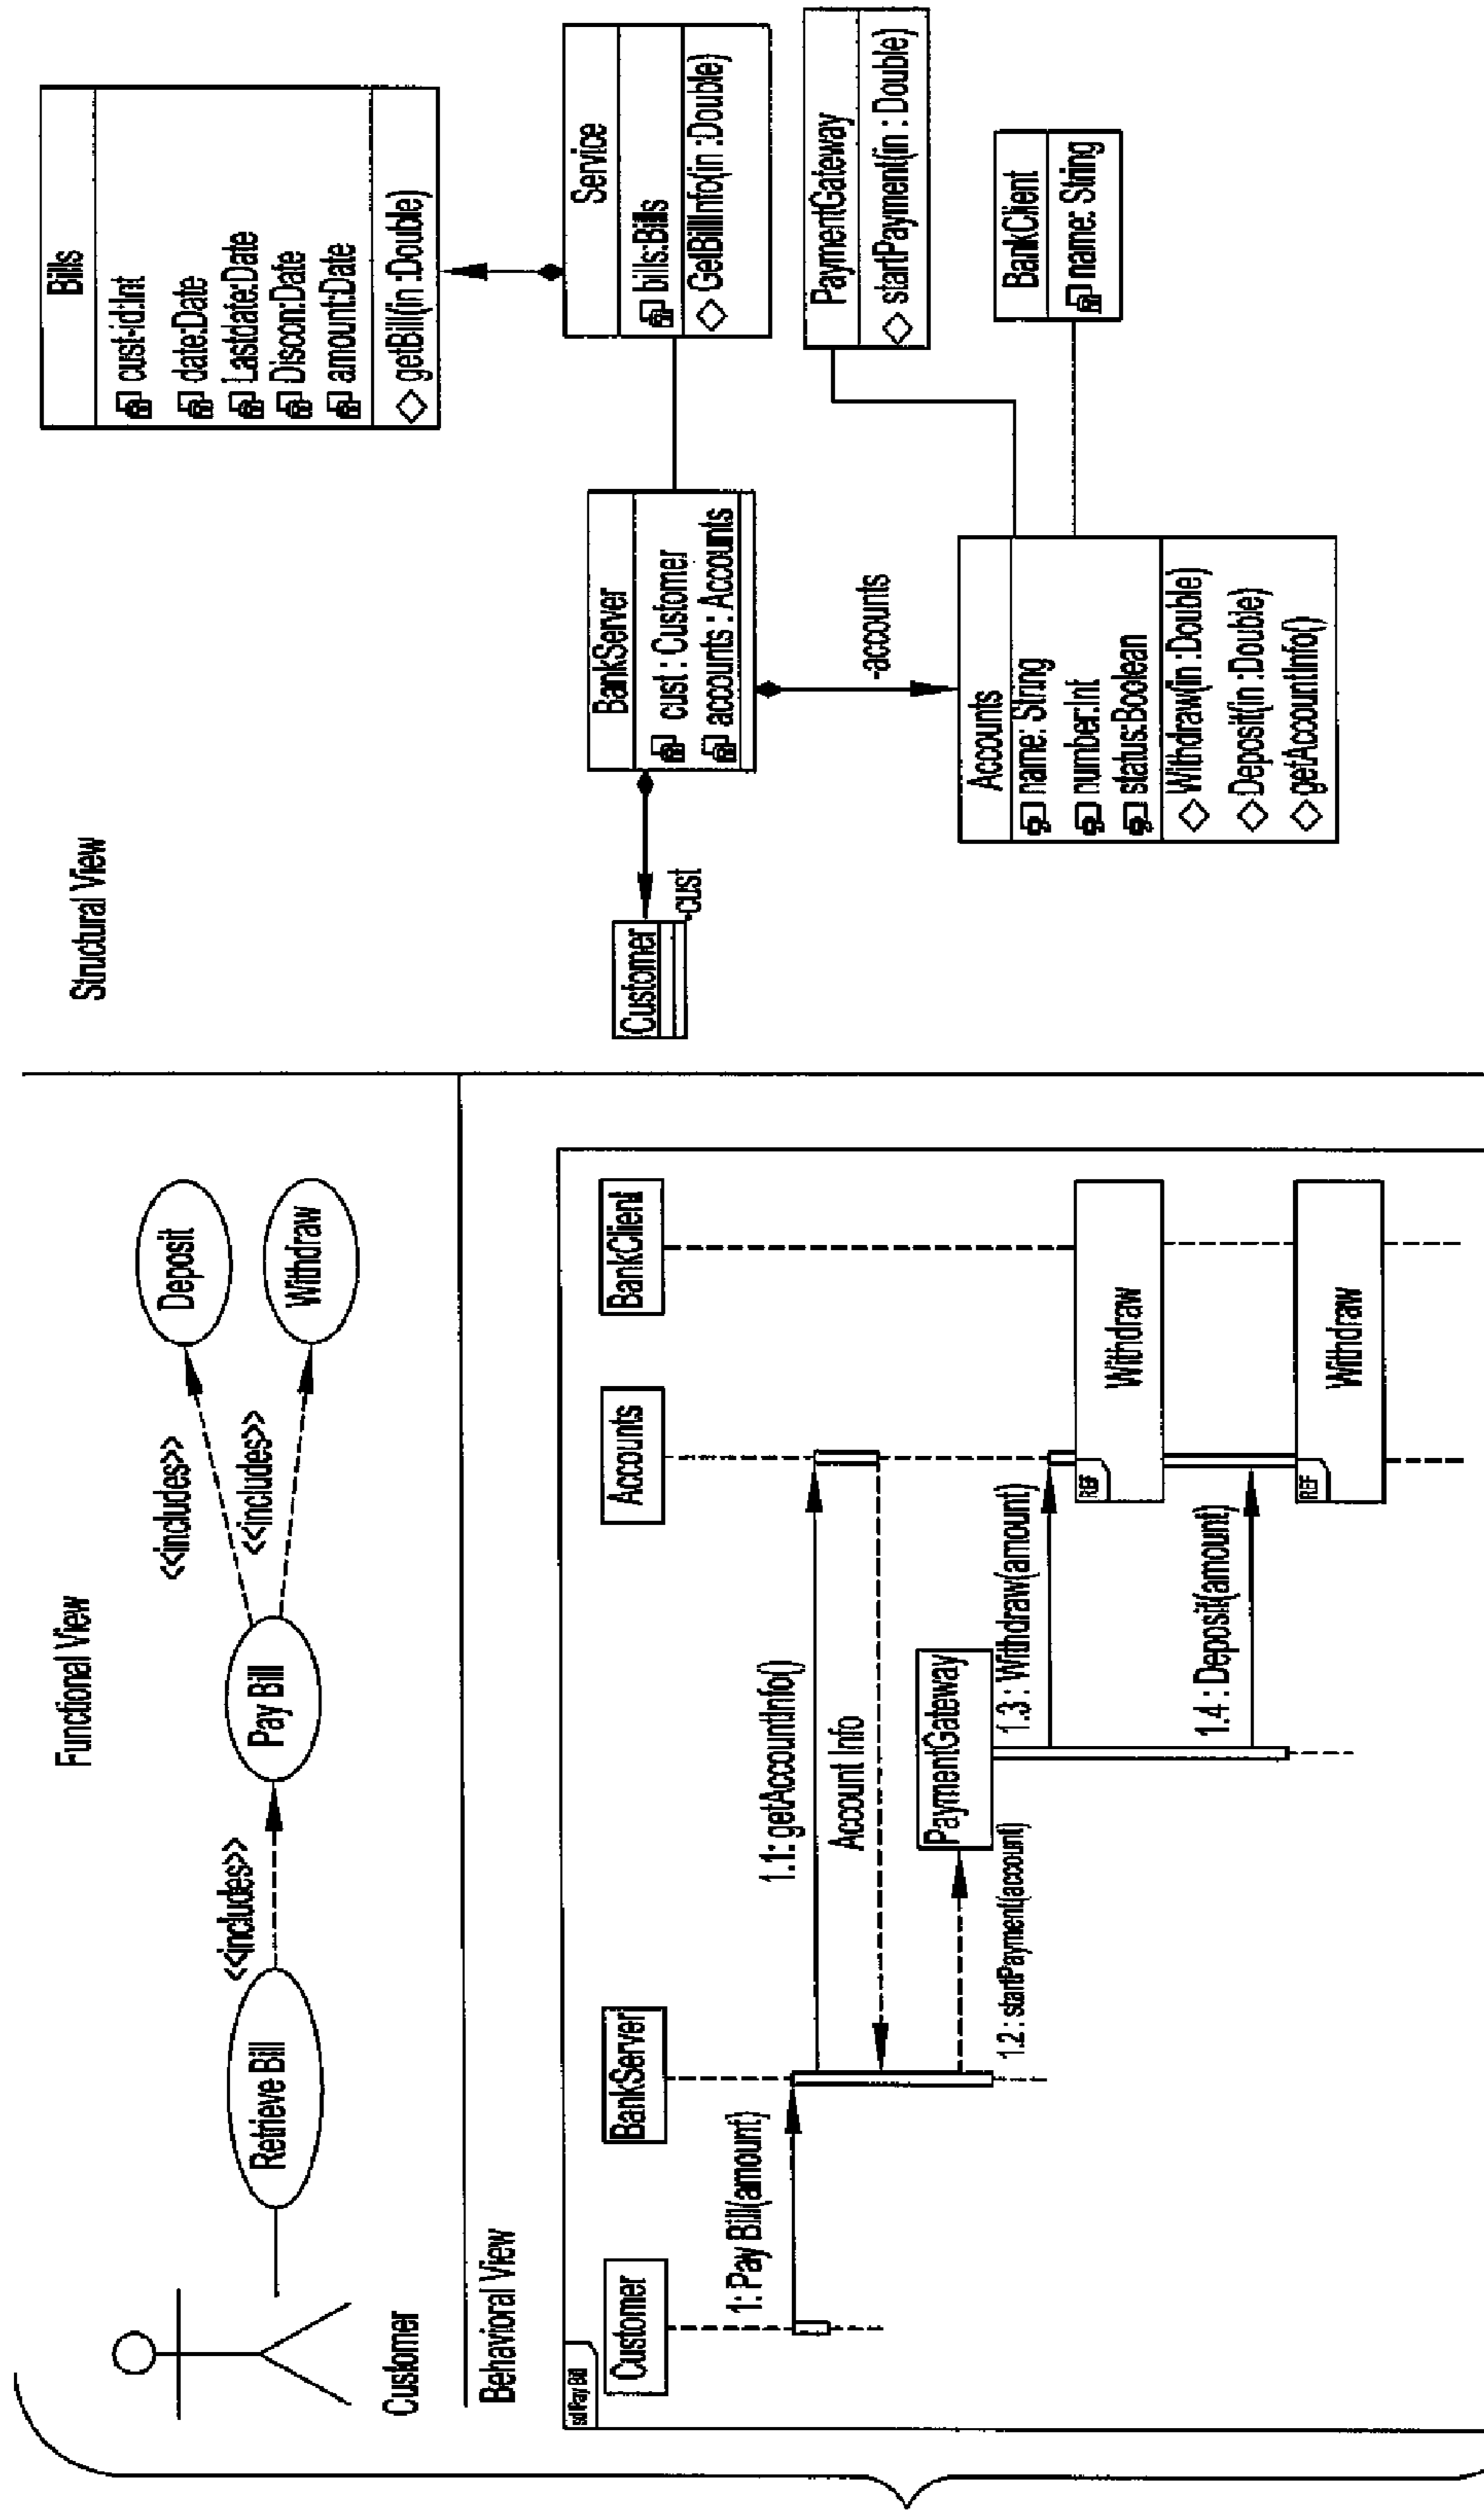 Functional View
Customer
Retrieve Bill
<<includes>>
Pay Bill
<<includes>>
<<includes>>
Deposit
Withdraw
Structural View
Bills
cust-id:Int
date:Date
Lastdate:Date
Discon:Date
amount:Date
getBill(in :Double)
Service
bills:Bills
GetBillInfo(in :Double)
BankServer
cust : Customer
accounts : Accounts
Customer
-cust
-accounts
PaymentGateway
startPayment(in : Double)
BankClient
name: String
Accounts
name: String
number:Int
status:Boolean
Withdraw(in :Double)
Deposit(in :Double)
getAccountInfo()
Behavioral View
sd Pay Bill
Customer
BankServer
Accounts
BankClient
1: Pay Bill(amount)
1.1: getAccountInfo()
Account Info
PaymentGateway
1.2 : startPayment(account)
1.3 : Withdraw(amount)
REF
Withdraw
1.4 : Deposit(amount)
REF
Withdraw